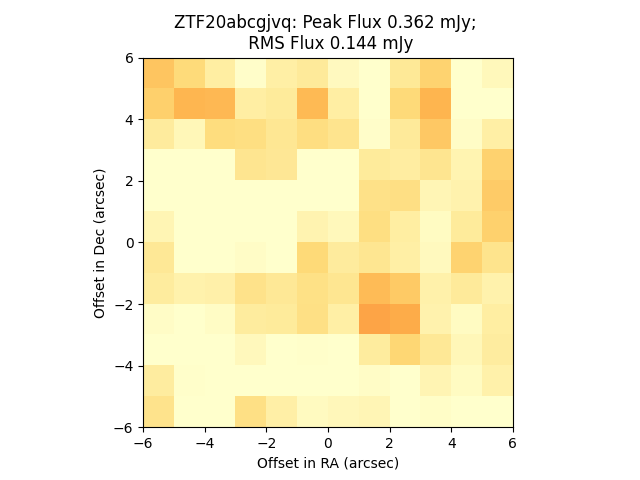 ZTF20abcgjvq: Peak Flux 0.362 mJy;
RMS Flux 0.144 mJy
6
4
2
0
−2
−4
−6
Offset in Dec (arcsec)
−6 −4 −2 0 2 4 6
Offset in RA (arcsec)